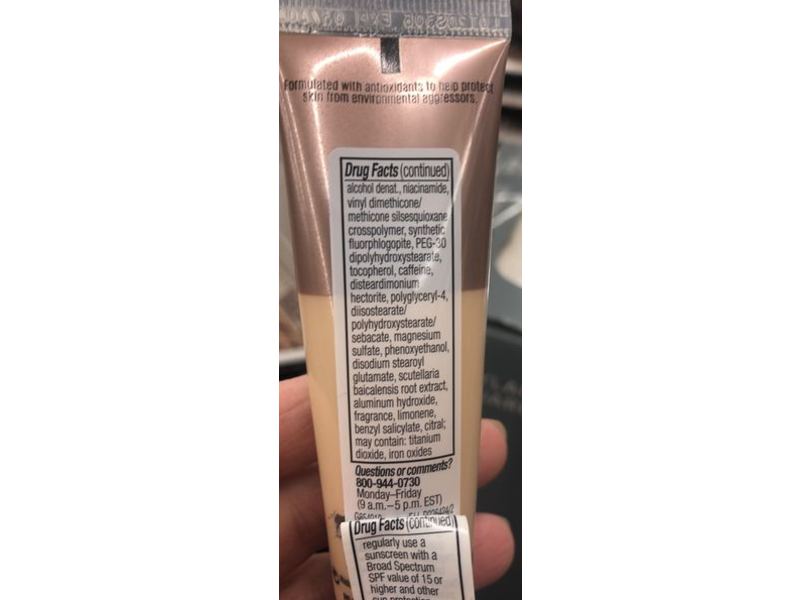 Formulated with antioxidants to help protect
skin from environmental aggressors.
Drug Facts (continued)
alcohol denat., niacinamide,
vinyl dimethicone/
methicone silsesquioxane
crosspolymer, synthetic
fluorphlogopite, PEG-30
dipolyhydroxystearate,
tocopherol, caffeine,
disteardimonium
hectorite, polyglyceryl-4,
diisostearate/
polyhydroxystearate/
sebacate, magnesium
sulfate, phenoxyethanol,
disodium stearoyl
glutamate, scutellaria
baicalensis root extract,
aluminum hydroxide,
fragrance, limonene,
benzyl salicylate, citral;
may contain: titanium
dioxide, iron oxides
Questions or comments?
800-944-0730
Monday–Friday
(9 a.m.–5 p.m. EST)
Drug Facts (continued)
regularly use a
sunscreen with a
Broad Spectrum
SPF value of 15 or
higher and other
sun protection